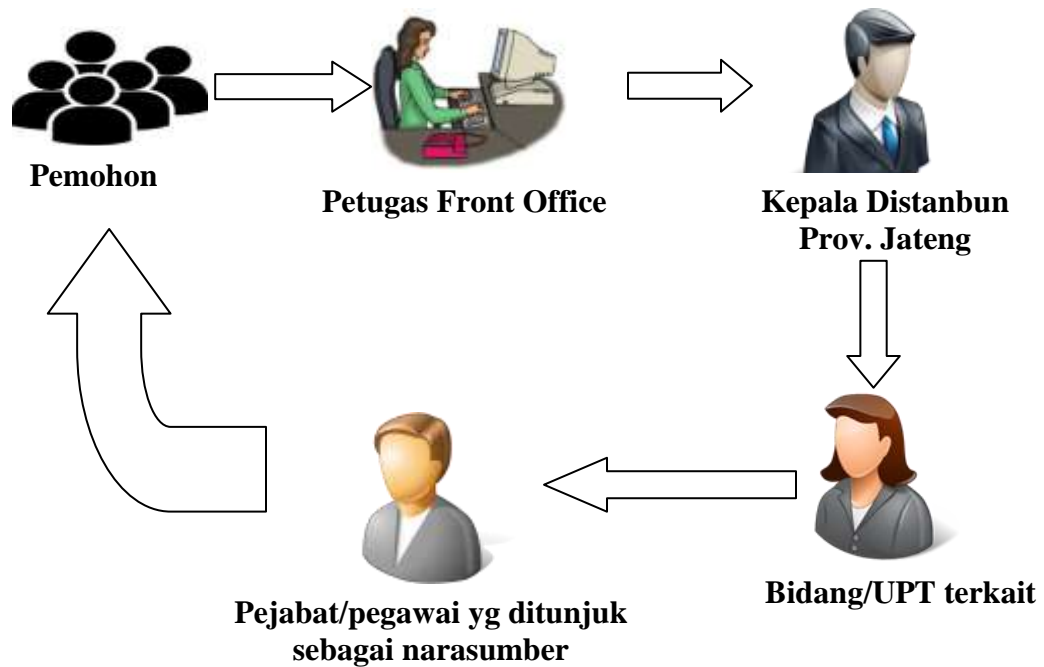 Pemohon
Petugas Front Office
Kepala Distanbun
Prov. Jateng
Bidang/UPT terkait
Pejabat/pegawai yg ditunjuk
sebagai narasumber